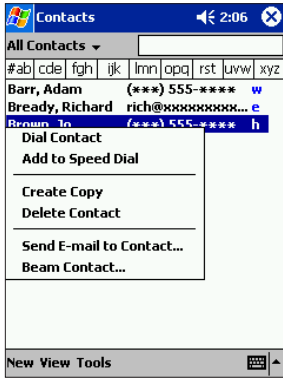 Contacts 2:06
All Contacts
#ab cde fgh ijk lmn opq rst uvw xyz
Barr, Adam (***) 555-**** w
Bready, Richard rich@xxxxxxxxx... e
Brown, Jo (***) 555-**** h
Dial Contact
Add to Speed Dial
Create Copy
Delete Contact
Send E-mail to Contact...
Beam Contact...
New View Tools